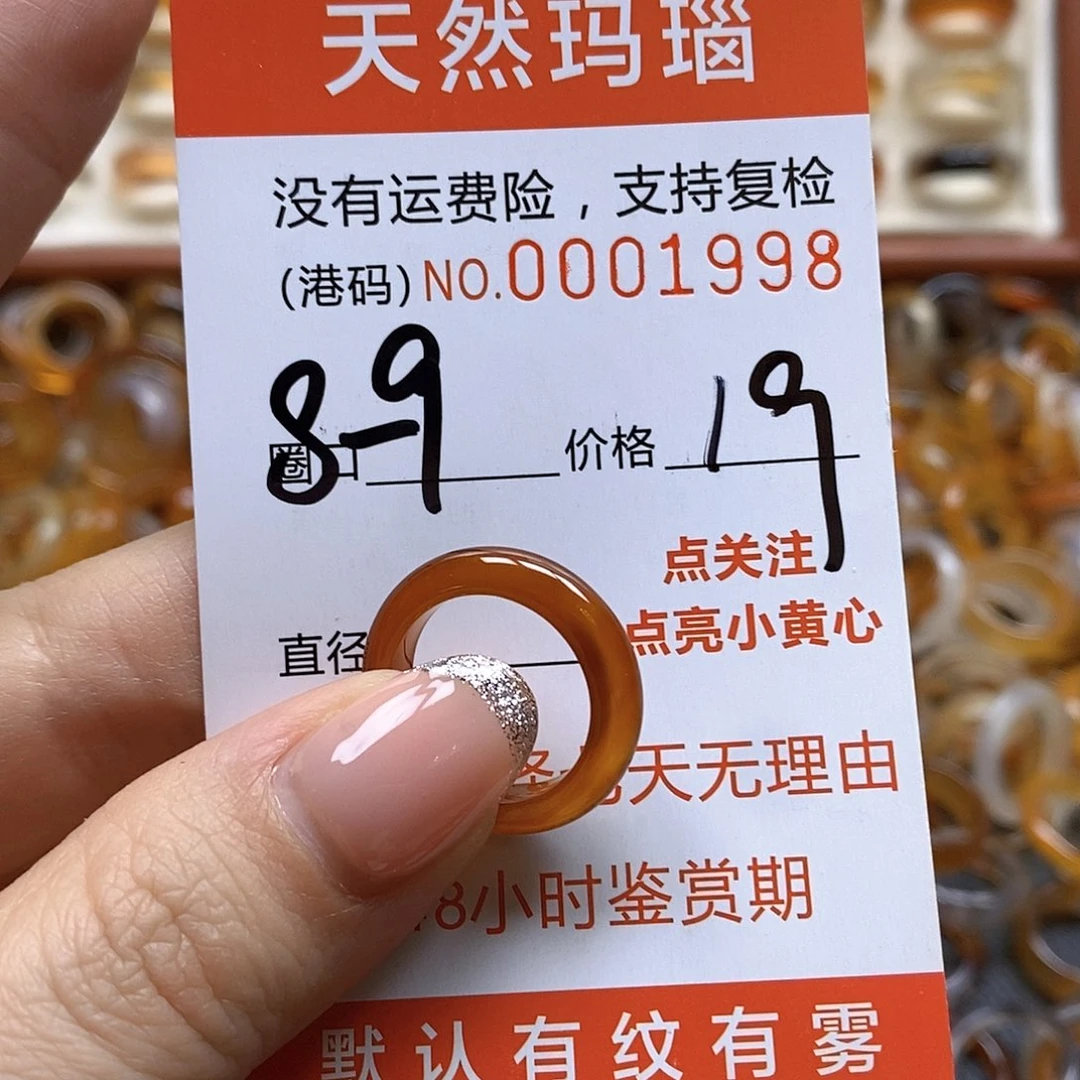 天然玛瑙
没有运费险，支持复检
(港码) NO.0001998
圈口 8-9 价格 19
点关注
直径 点亮小黄心
天无理由
8小时鉴赏期
默认有纹有雾